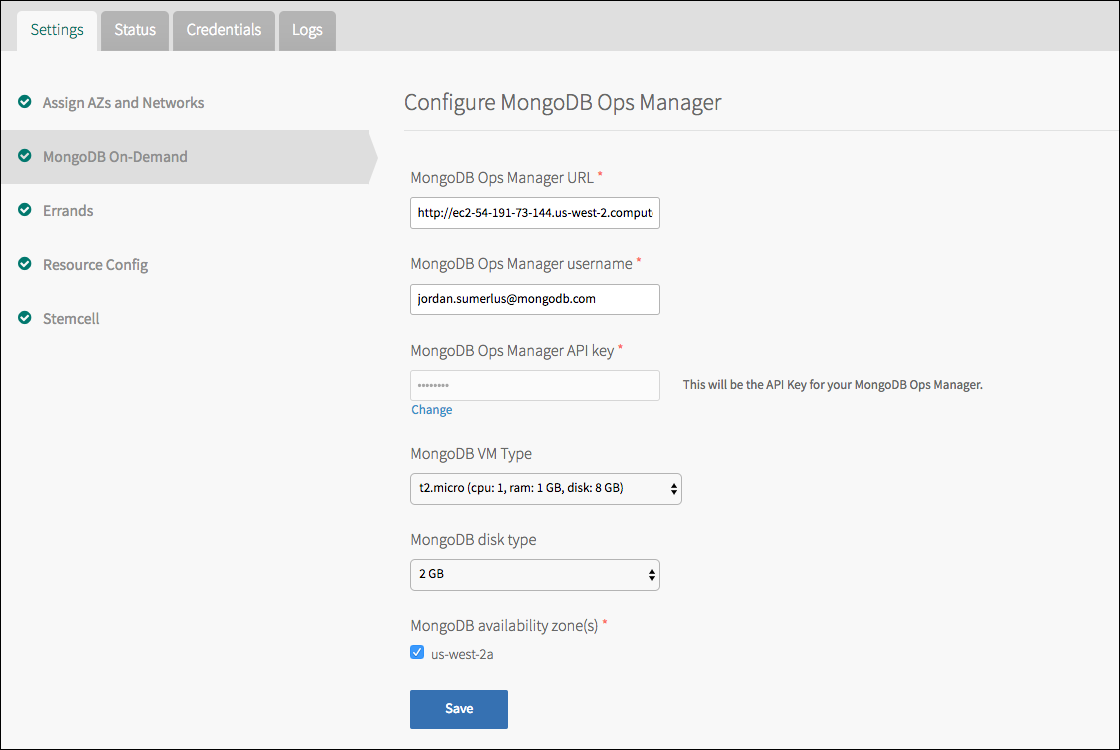 Settings
Status
Credentials
Logs
Assign AZs and Networks
MongoDB On-Demand
Errands
Resource Config
Stemcell
Configure MongoDB Ops Manager
MongoDB Ops Manager URL *
http://ec2-54-191-73-144.us-west-2.comput
MongoDB Ops Manager username *
jordan.sumerlus@mongodb.com
MongoDB Ops Manager API key *
••••••••
This will be the API Key for your MongoDB Ops Manager.
Change
MongoDB VM Type
t2.micro (cpu: 1, ram: 1 GB, disk: 8 GB)
MongoDB disk type
2 GB
MongoDB availability zone(s) *
us-west-2a
Save